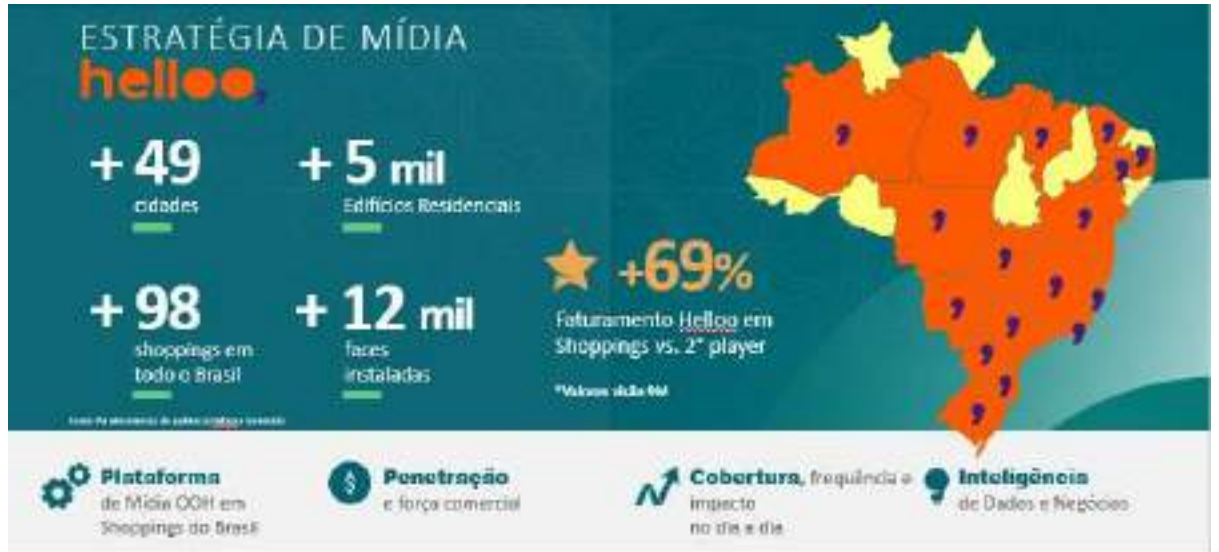 ESTRATÉGIA DE MÍDIA
helloo,
+ 49
cidades
+ 5 mil
Edifícios Residenciais
+ 98
shoppings em
todo o Brasil
+ 12 mil
faces
instaladas
+69%
Faturamento Helloo em
Shoppings vs. 2º player
*Valores
Plataforma
de Mídia OOH em
Shoppings do Brasil
Penetração
e força comercial
Cobertura, frequência e
impacto
no dia a dia
Inteligência
de Dados e Negócios